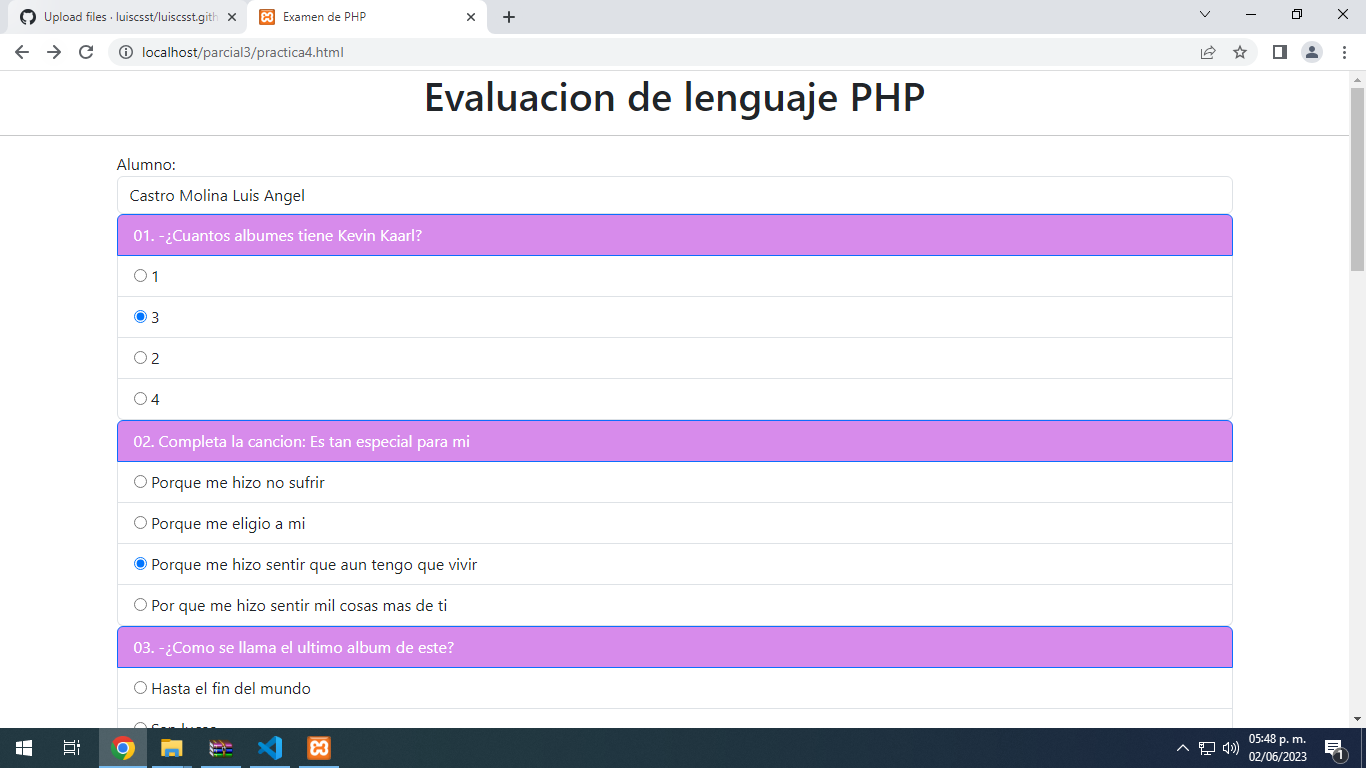 Upload files · luiscsst/luiscsst.gith
Examen de PHP
localhost/parcial3/practica4.html
Evaluacion de lenguaje PHP
Alumno:
Castro Molina Luis Angel
01. -¿Cuantos albumes tiene Kevin Kaarl?
1
3
2
4
02. Completa la cancion: Es tan especial para mi
Porque me hizo no sufrir
Porque me eligio a mi
Porque me hizo sentir que aun tengo que vivir
Por que me hizo sentir mil cosas mas de ti
03. -¿Como se llama el ultimo album de este?
Hasta el fin del mundo
05:48 p. m.
02/06/2023
1